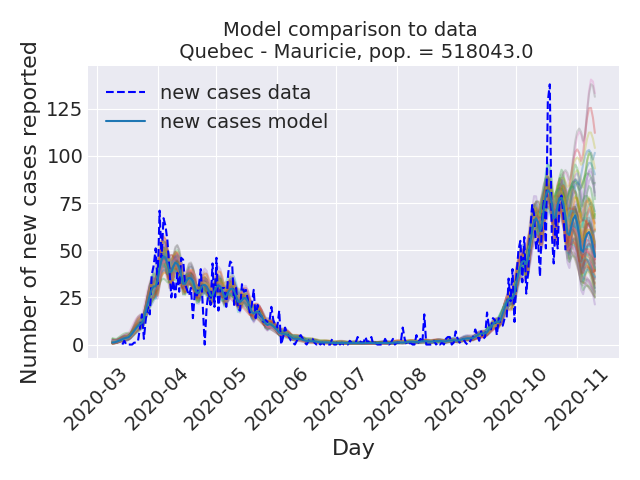 Model comparison to data
Quebec - Mauricie, pop. = 518043.0
Number of new cases reported
125
100
75
50
25
0
new cases data
new cases model
2020-03
2020-04
2020-05
2020-06
2020-07
2020-08
2020-09
2020-10
2020-11
Day